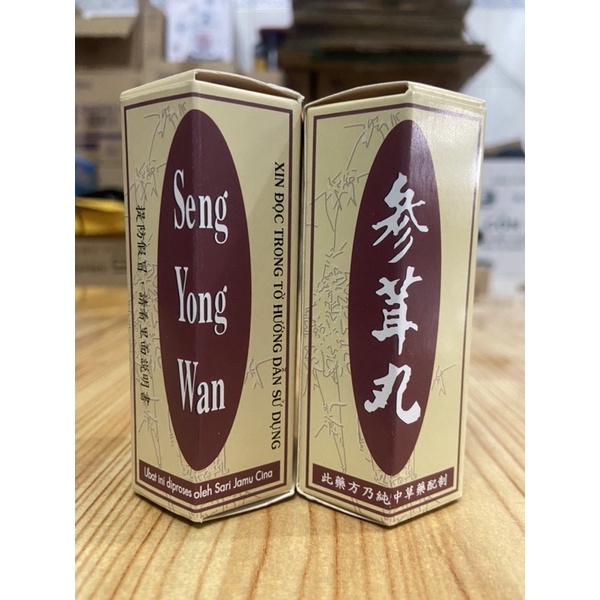 Seng
Yong
Wan
XIN ĐỌC TRONG TỜ HƯỚNG DẪN SỬ DỤNG
提防假冒，請看里面說明書
Ubat ini diproses oleh Sari Jamu Cina
參茸丸
此藥方乃純中草藥配制